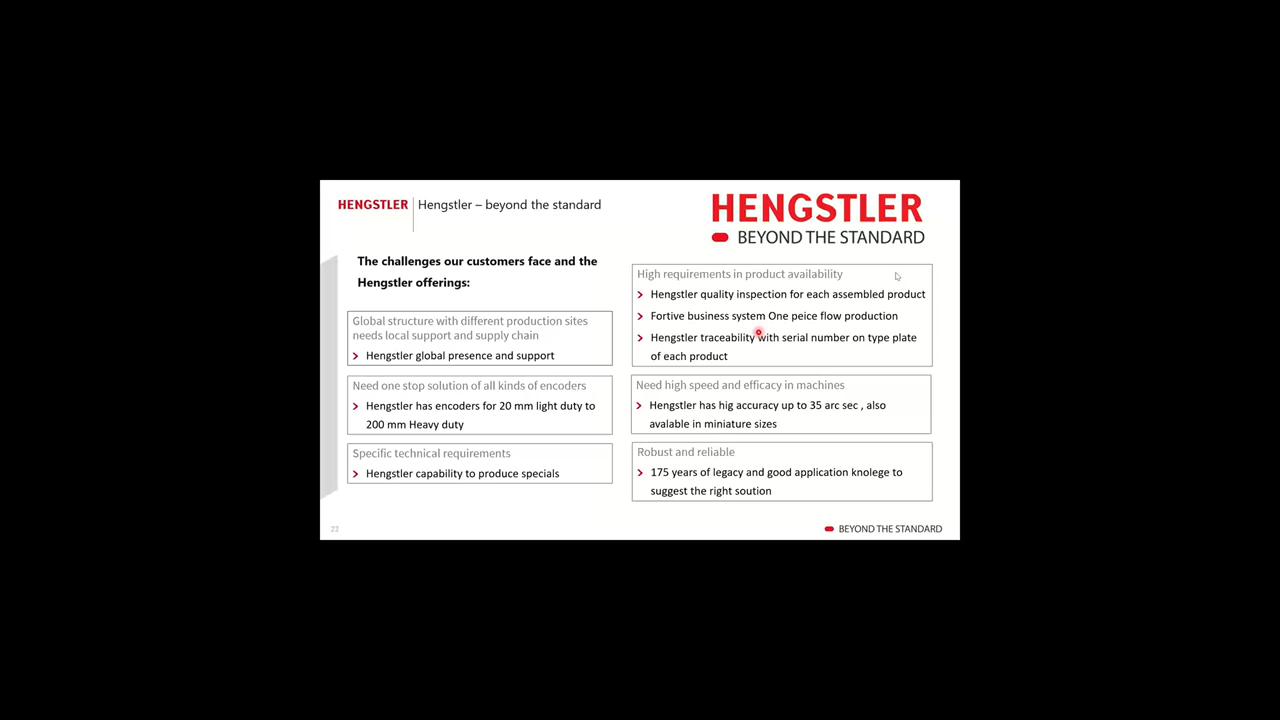 HENGSTLER
Hengstler – beyond the standard
HENGSTLER
BEYOND THE STANDARD
The challenges our customers face and the
Hengstler offerings:
Global structure with different production sites
needs local support and supply chain
Hengstler global presence and support
Need one stop solution of all kinds of encoders
Hengstler has encoders for 20 mm light duty to
200 mm Heavy duty
Specific technical requirements
Hengstler capability to produce specials
High requirements in product availability
Hengstler quality inspection for each assembled product
Fortive business system One peice flow production
Hengstler traceability with serial number on type plate
of each product
Need high speed and efficacy in machines
Hengstler has hig accuracy up to 35 arc sec , also
avalable in miniature sizes
Robust and reliable
175 years of legacy and good application knolege to
suggest the right soution
22
BEYOND THE STANDARD